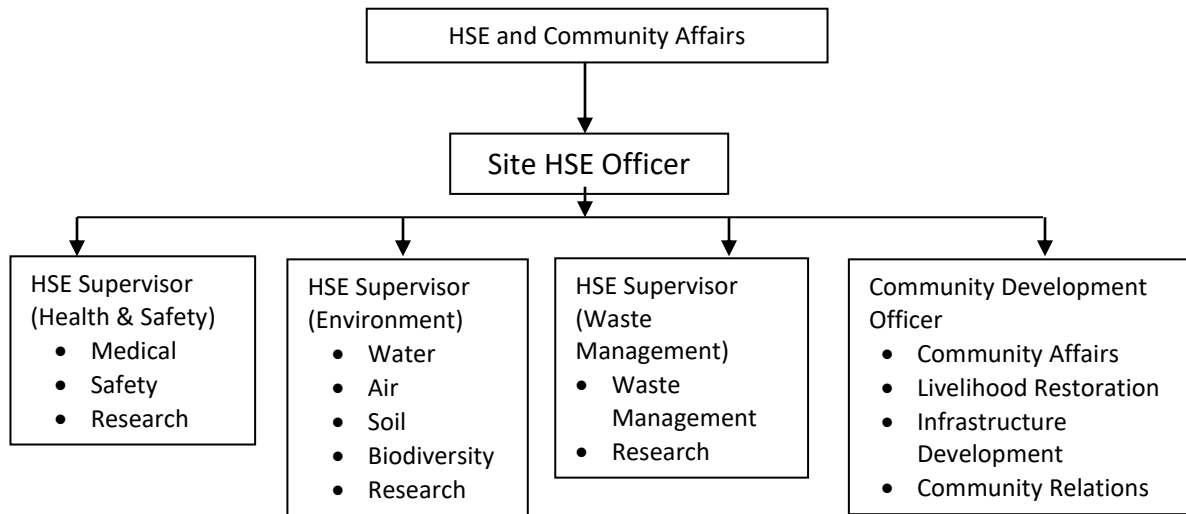 HSE and Community Affairs
Site HSE Officer
HSE Supervisor
(Health & Safety)
• Medical
• Safety
• Research
HSE Supervisor
(Environment)
• Water
• Air
• Soil
• Biodiversity
• Research
HSE Supervisor
(Waste
Management)
• Waste
Management
• Research
Community Development
Officer
• Community Affairs
• Livelihood Restoration
• Infrastructure
Development
• Community Relations